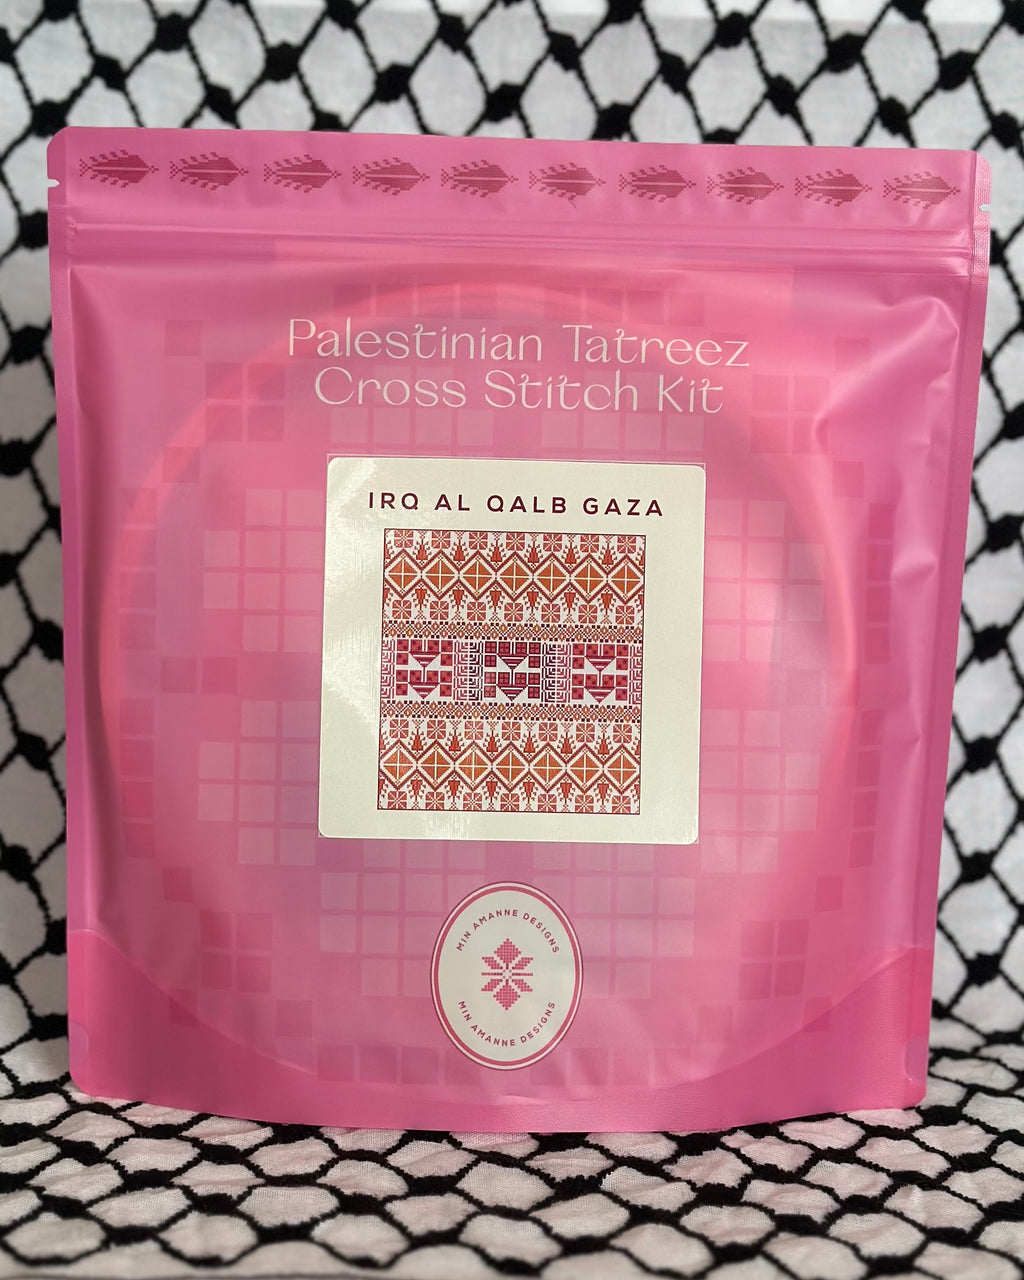 Palestinian Tatreez
Cross Stitch Kit
IRQ AL QALB GAZA
MIN AMANNE DESIGNS
MIN AMANNE DESIGNS